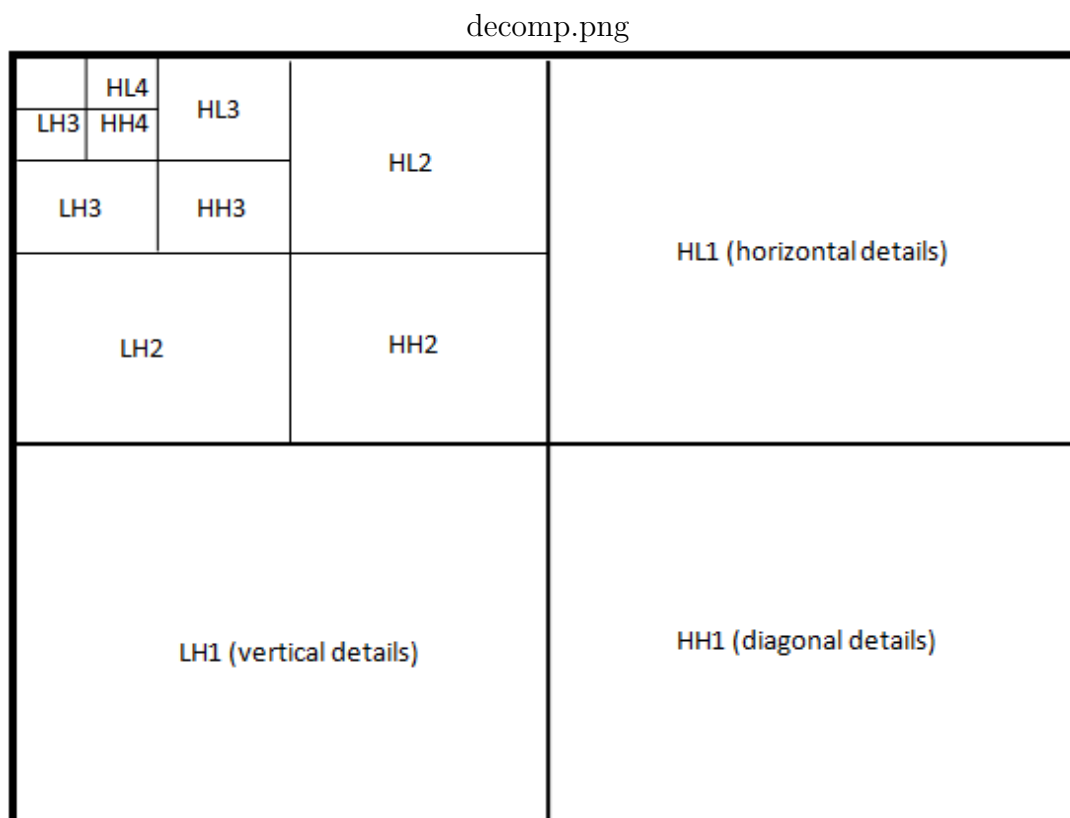 decomp.png
HL4
HL3
LH3 HH4
HL2
LH3
HH3
HL1 (horizontal details)
LH2
HH2
LH1 (vertical details)
HH1 (diagonal details)